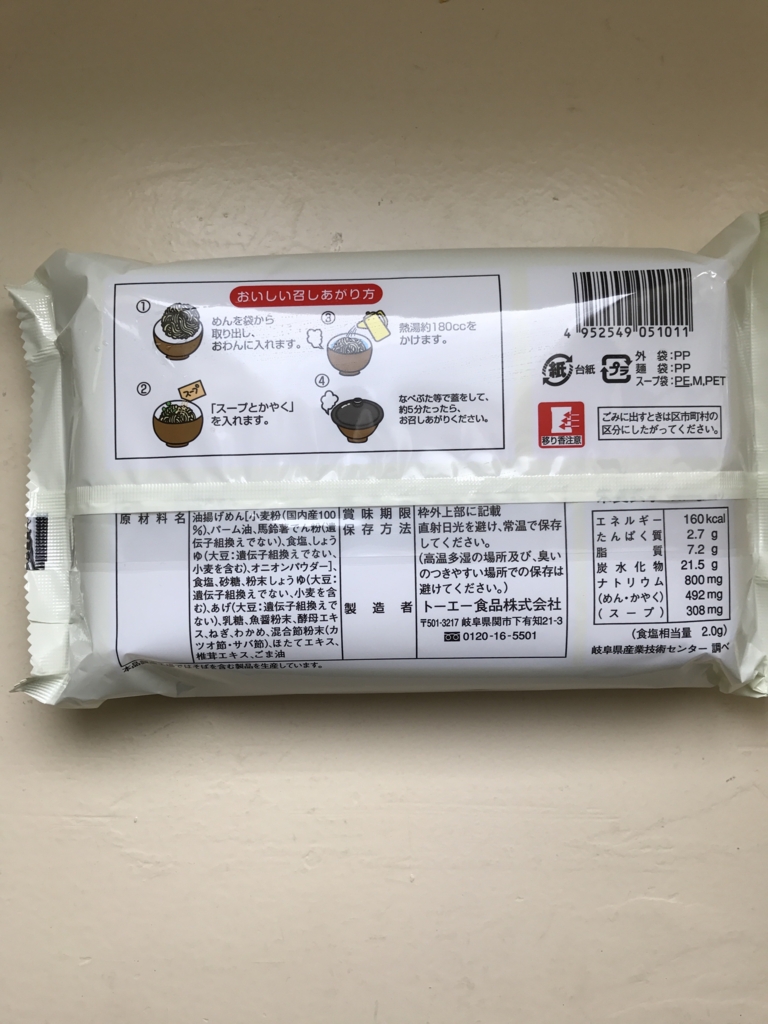 おいしい召しあがり方
①
めんを袋から
取り出し、
おわんに入れます。
②
スープ
「スープとかやく」
を入れます。
③
熱湯約180ccを
かけます。
④
なべぶた等で蓋をして、
約5分たったら、
お召しあがりください。
4 952549 051011
紙 台紙
プラ
外 袋:PP
麺 袋:PP
スープ袋:PE,M,PET
移り香注意
ごみに出すときは区市町村の
区分にしたがってください。
原材料名
油揚げめん[小麦粉(国内産100
%)、パーム油、馬鈴薯でん粉(遺
伝子組換えでない)、食塩、しょう
ゆ(大豆:遺伝子組換えでない、
小麦を含む)、オニオンパウダー]、
食塩、砂糖、粉末しょうゆ(大豆:
遺伝子組換えでない、小麦を含
む)、あげ(大豆:遺伝子組換えで
ない)、乳糖、魚醤粉末、酵母エキ
ス、ねぎ、わかめ、混合節粉末(カ
ツオ節・サバ節)、ほたてエキス、
椎茸エキス、ごま油
賞味期限
枠外上部に記載
保存方法
直射日光を避け、常温で保存
してください。
(高温多湿の場所及び、臭い
のつきやすい場所での保存は
避けてください。)
製造者
トーエー食品株式会社
〒501-3217 岐阜県関市下有知21-3
0120-16-5501
エネルギー 160kcal
たんぱく質 2.7 g
脂質 7.2 g
炭水化物 21.5 g
ナトリウム 800mg
(めん・かやく) 492mg
(スープ) 308mg
(食塩相当量 2.0g)
岐阜県産業技術センター 調べ
はそばを含む製品を生産しています。